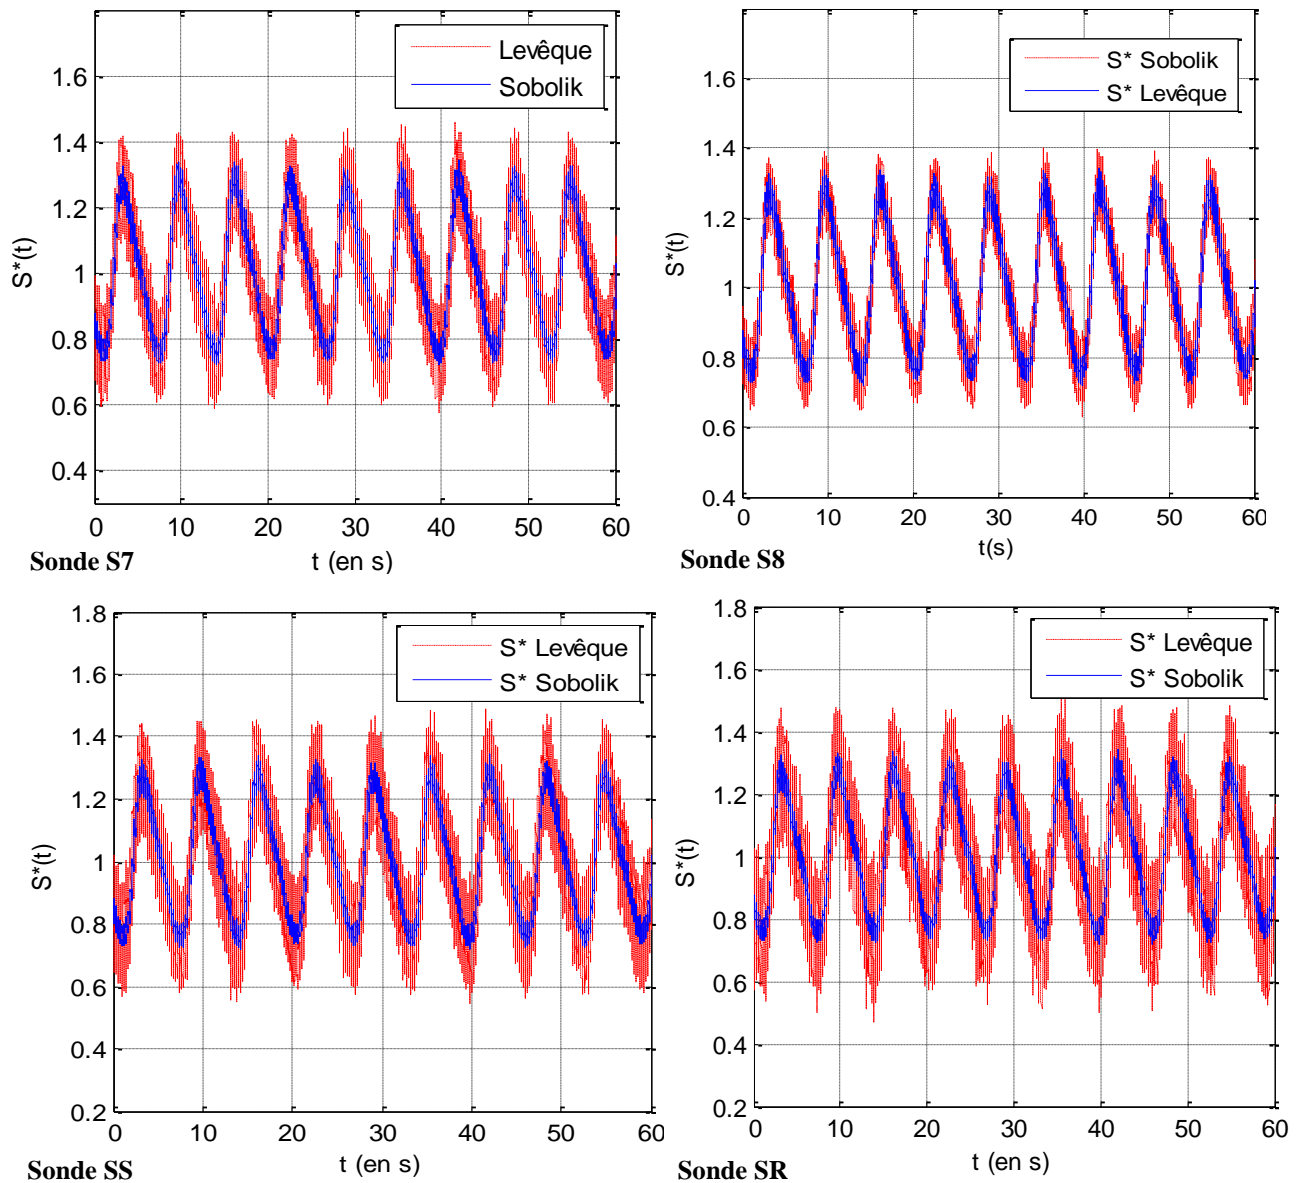 Levêque
Sobolik
S*(t)
1.6
1.4
1.2
1
0.8
0.6
0.4
0 10 20 30 40 50 60
t (en s)
Sonde S7
S* Sobolik
S* Levêque
S*(t)
1.8
1.6
1.4
1.2
1
0.8
0.6
0.4
0 10 20 30 40 50 60
t(s)
Sonde S8
S* Levêque
S* Sobolik
S*(t)
1.8
1.6
1.4
1.2
1
0.8
0.6
0.4
0.2
0 10 20 30 40 50 60
t (en s)
Sonde SS
S* Levêque
S* Sobolik
S*(t)
1.8
1.6
1.4
1.2
1
0.8
0.6
0.4
0.2
0 10 20 30 40 50 60
t (en s)
Sonde SR